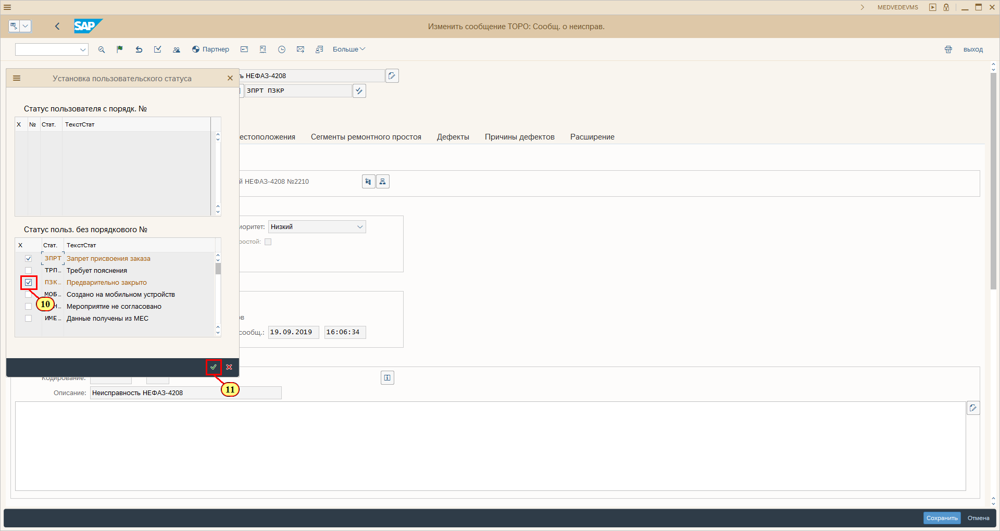 MEDVEDEVMS
SAP
Изменить сообщение ТОРО: Сообщ. о неисправ.
Партнер
Больше
выход
Установка пользовательского статуса
ь НЕФАЗ-4208
ЗПРТ ПЗКР
Статус пользователя с порядк. №
X № Стат. ТекстСтат
естоположения Сегменты ремонтного простоя Дефекты Причины дефектов Расширение
й НЕФАЗ-4208 №2210
Статус польз. без порядкового №
X Стат. ТекстСтат
ЗПРТ Запрет присвоения заказа
ТРП… Требует пояснения
ПЗК… Предварительно закрыто
МОБ… Создано на мобильном устройств
Н… Мероприятие не согласовано
ИМЕ… Данные получены из МЕС
10
иоритет: Низкий
ростой:
ов
сообщ.: 19.09.2019 16:06:34
11
Кодирование:
Описание: Неисправность НЕФАЗ-4208
Сохранить Отмена